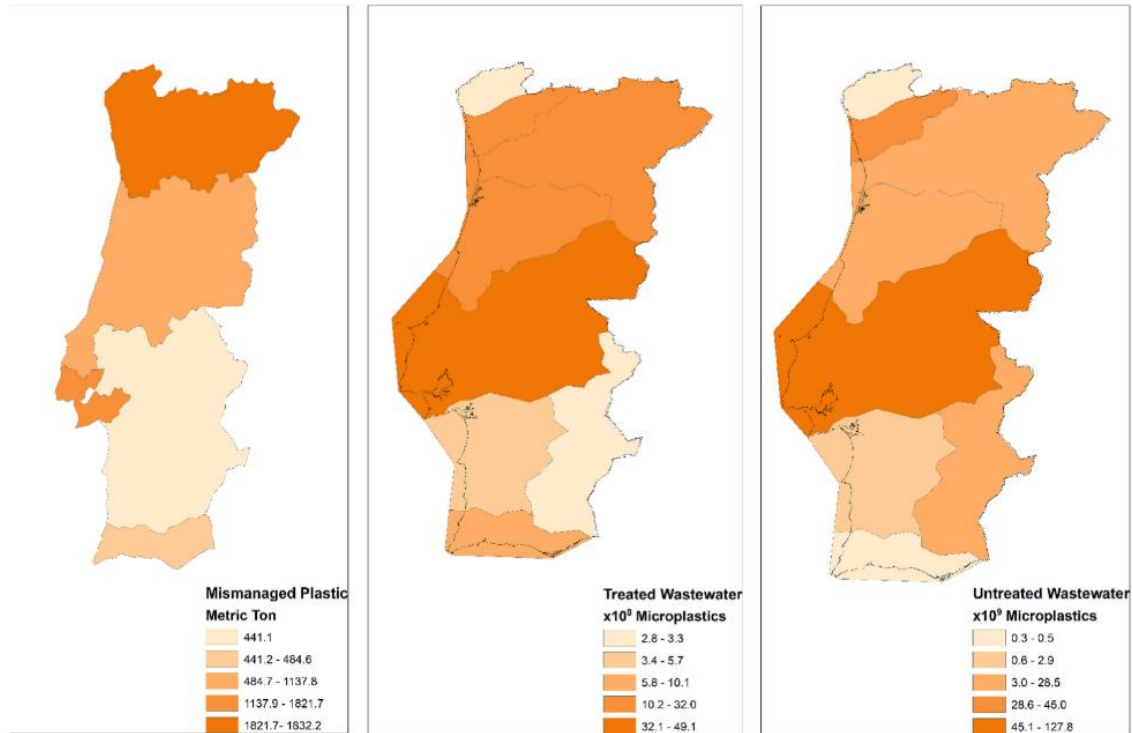 Mismanaged Plastic
Metric Ton
441.1
441.2 - 484.6
484.7 - 1137.8
1137.9 - 1821.7
1821.7- 1832.2
Treated Wastewater
x10⁹ Microplastics
2.8 - 3.3
3.4 - 5.7
5.8 - 10.1
10.2 - 32.0
32.1 - 49.1
Untreated Wastewater
x10⁹ Microplastics
0.3 - 0.5
0.6 - 2.9
3.0 - 28.5
28.6 - 45.0
45.1 - 127.8